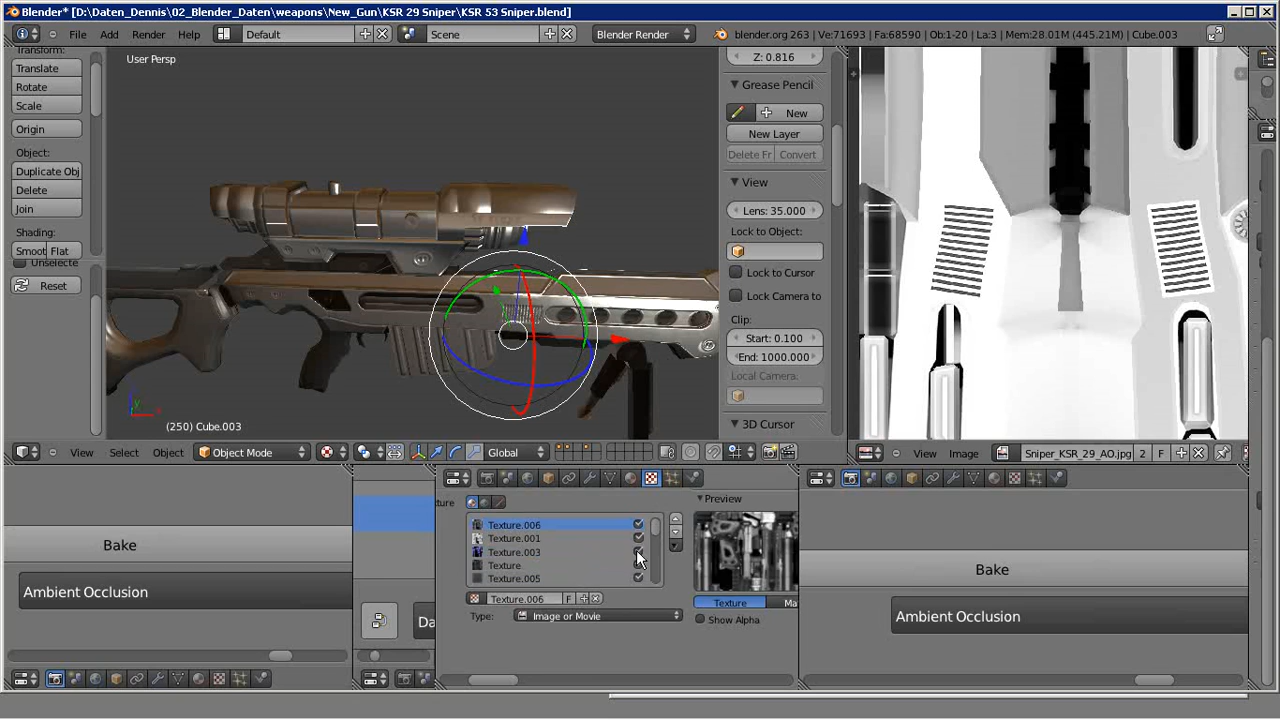 Blender* [D:\Daten_Dennis\02_Blender_Daten\weapons\New_Gun\KSR 29 Sniper\KSR 53 Sniper.blend]
File Add Render Help Default Scene Blender Render blender.org 263 | Ve:71693 | Fa:68590 | Ob:1-20 | La:3 | Mem:28.01M (445.21M) | Cube.003
Transform:
Translate
Rotate
Scale
Origin
Object:
Duplicate Obj
Delete
Join
Shading:
Smoot Flat
Unselecte
Reset
User Persp
(250) Cube.003
Z: 0.816
Grease Pencil
New
New Layer
Delete Fr Convert
View
Lens: 35.000
Lock to Object:
Lock to Cursor
Lock Camera to
Clip:
Start: 0.100
End: 1000.000
Local Camera:
3D Cursor
View Select Object Object Mode Global
View Image Sniper_KSR_29_AO.jpg 2 F
Bake
Ambient Occlusion
Da
xture
Texture.006
Texture.001
Texture.003
Texture
Texture.005
Texture.006 F
Type: Image or Movie
Preview
Texture Ma
Show Alpha
Bake
Ambient Occlusion